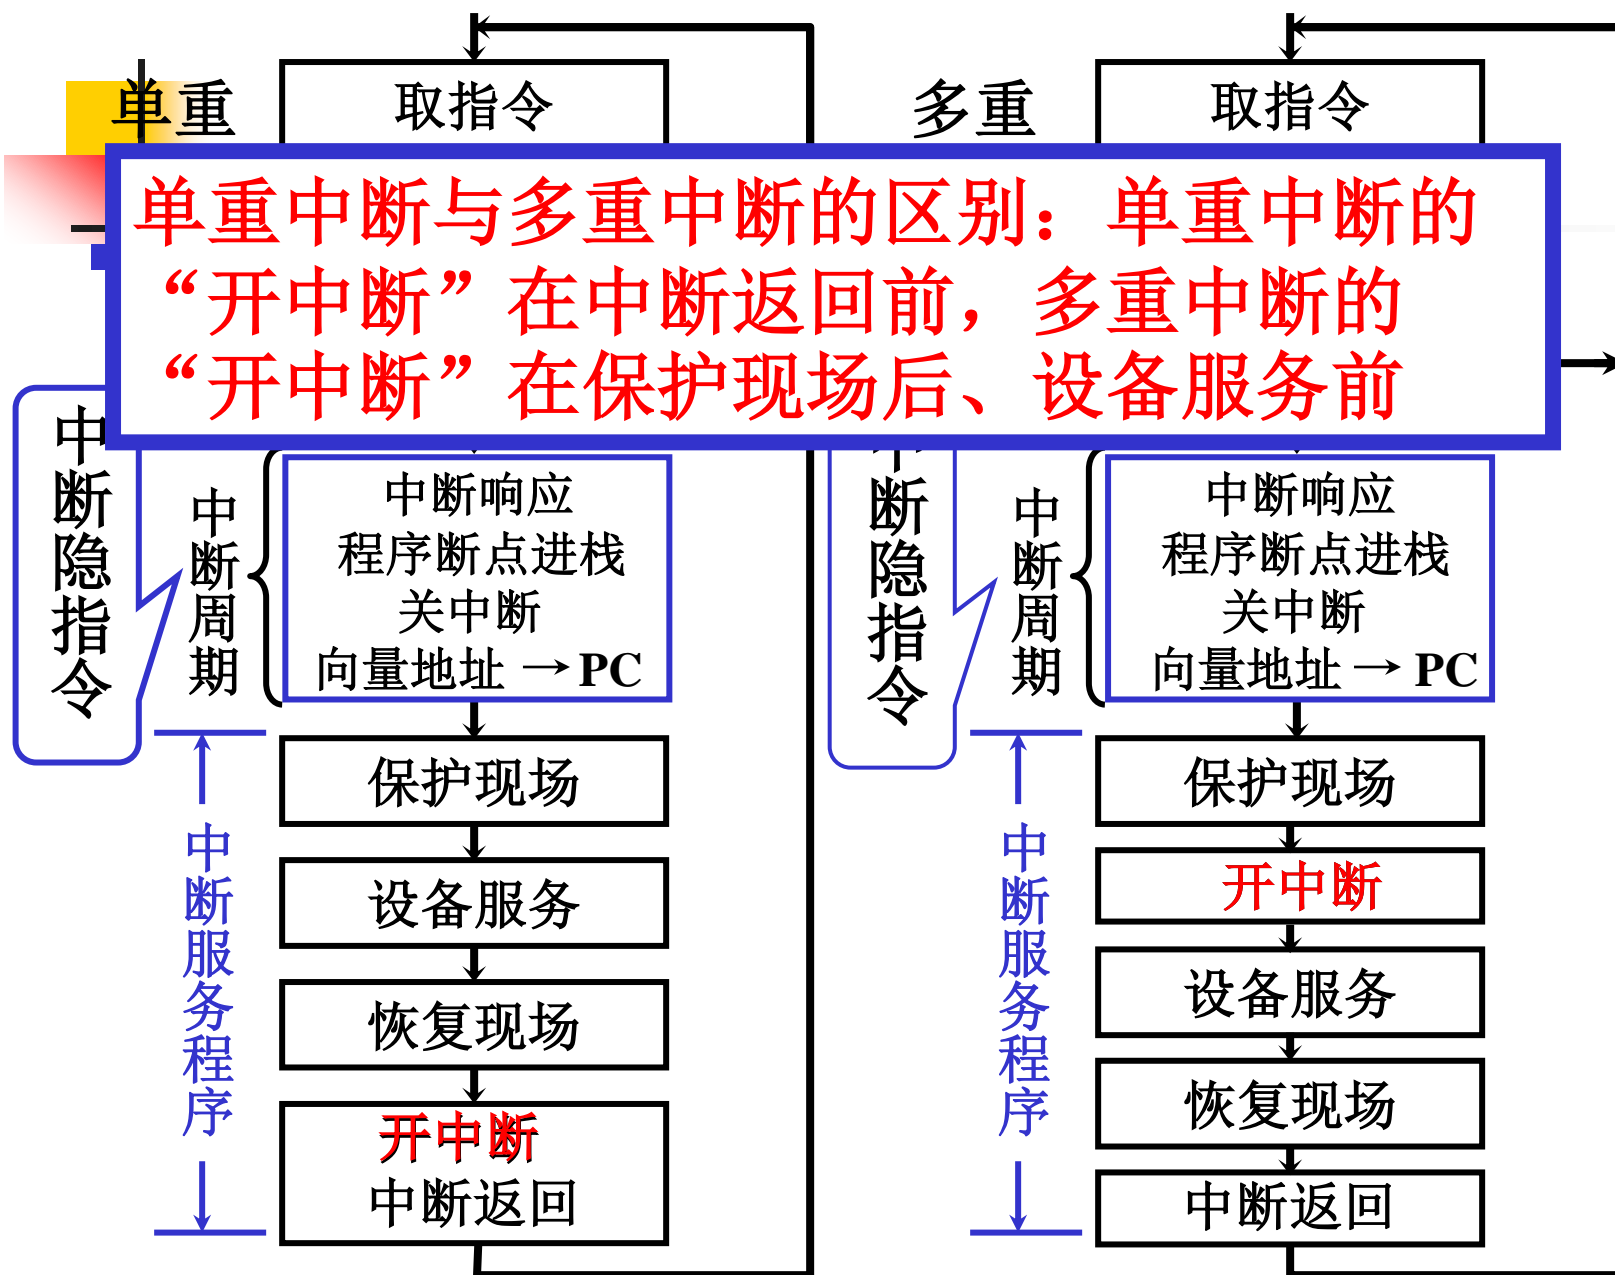 单重
取指令
多重
取指令
单重中断与多重中断的区别：单重中断的
“开中断”在中断返回前，多重中断的
“开中断”在保护现场后、设备服务前
中断隐指令
中断周期
中断响应
程序断点进栈
关中断
向量地址 → PC
中断服务程序
保护现场
设备服务
恢复现场
开中断
中断返回
中断隐指令
中断周期
中断响应
程序断点进栈
关中断
向量地址 → PC
中断服务程序
保护现场
开中断
设备服务
恢复现场
中断返回